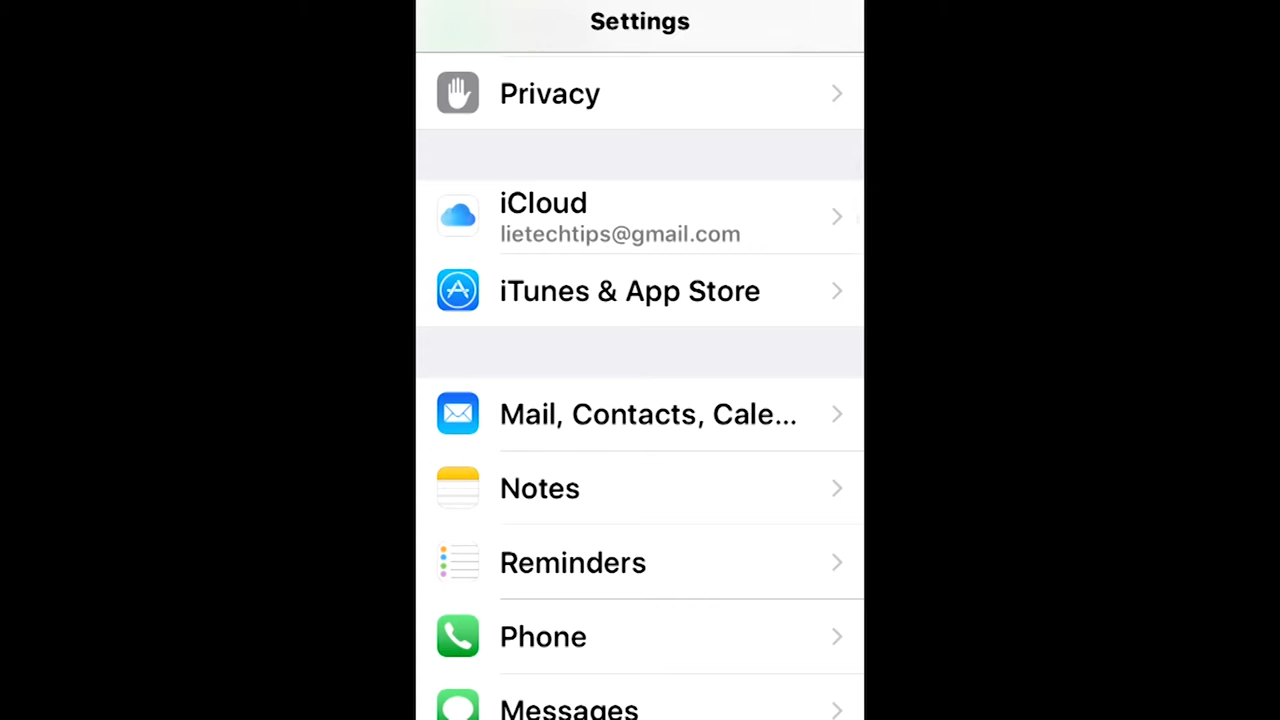 Settings
Privacy
iCloud
lietechtips@gmail.com
iTunes & App Store
Mail, Contacts, Cale...
Notes
Reminders
Phone
Messages